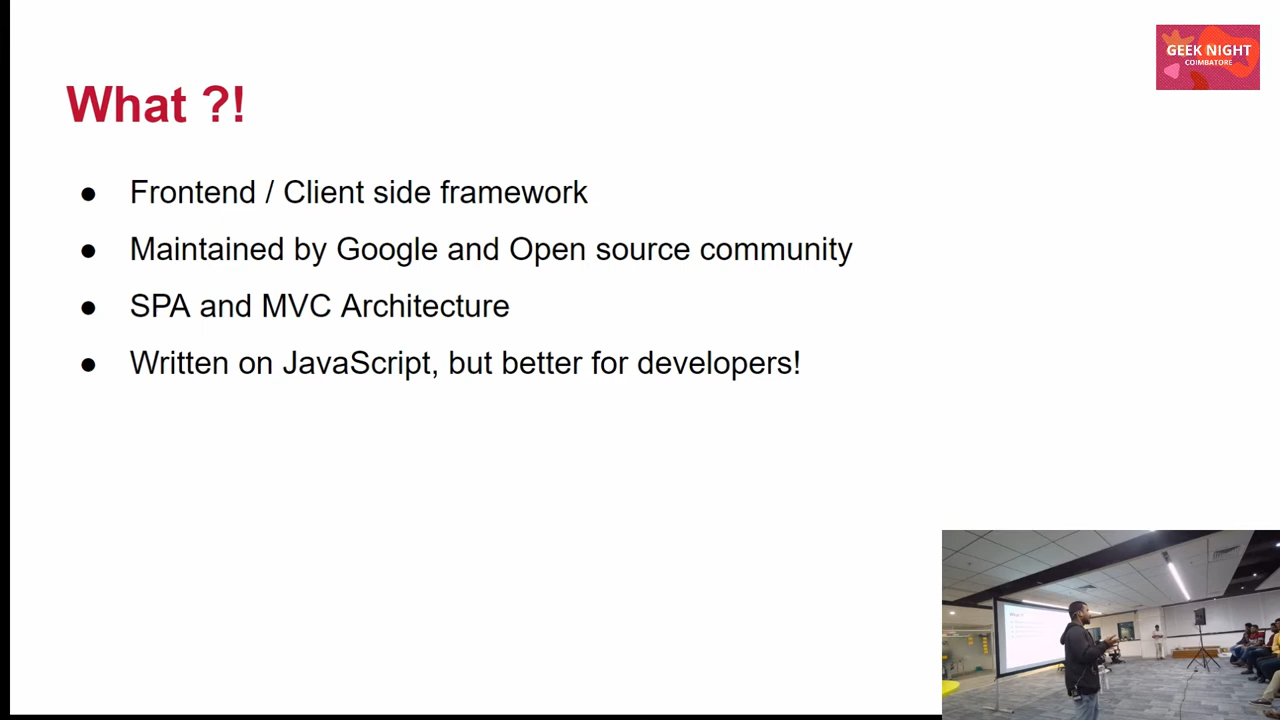 GEEK NIGHT
COIMBATORE
What ?!
● Frontend / Client side framework
● Maintained by Google and Open source community
● SPA and MVC Architecture
● Written on JavaScript, but better for developers!